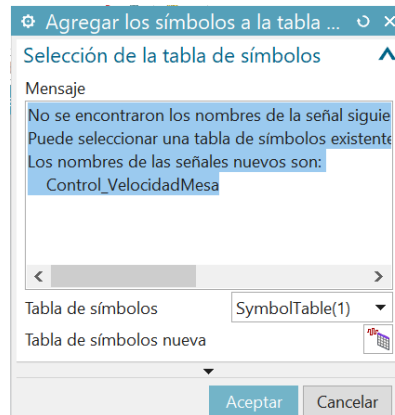 Agregar los símbolos a la tabla ...
Selección de la tabla de símbolos
Mensaje
No se encontraron los nombres de la señal siguie
Puede seleccionar una tabla de símbolos existente
Los nombres de las señales nuevos son:
Control_VelocidadMesa
Tabla de símbolos SymbolTable(1)
Tabla de símbolos nueva
Aceptar Cancelar